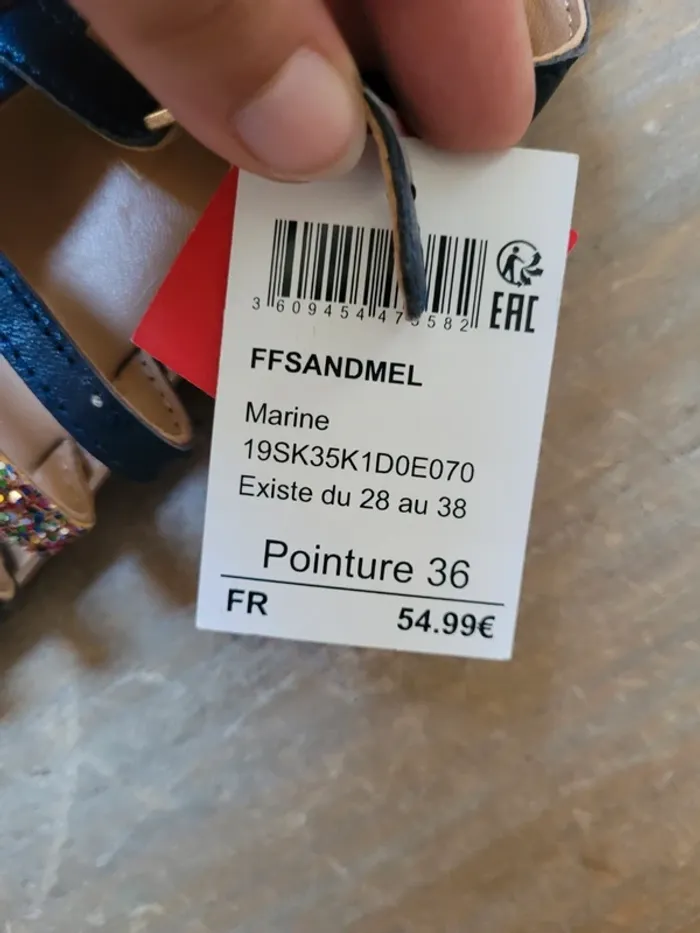 EAC
FFSANDMEL
Marine
19SK35K1D0E070
Existe du 28 au 38
Pointure 36
FR 54.99€